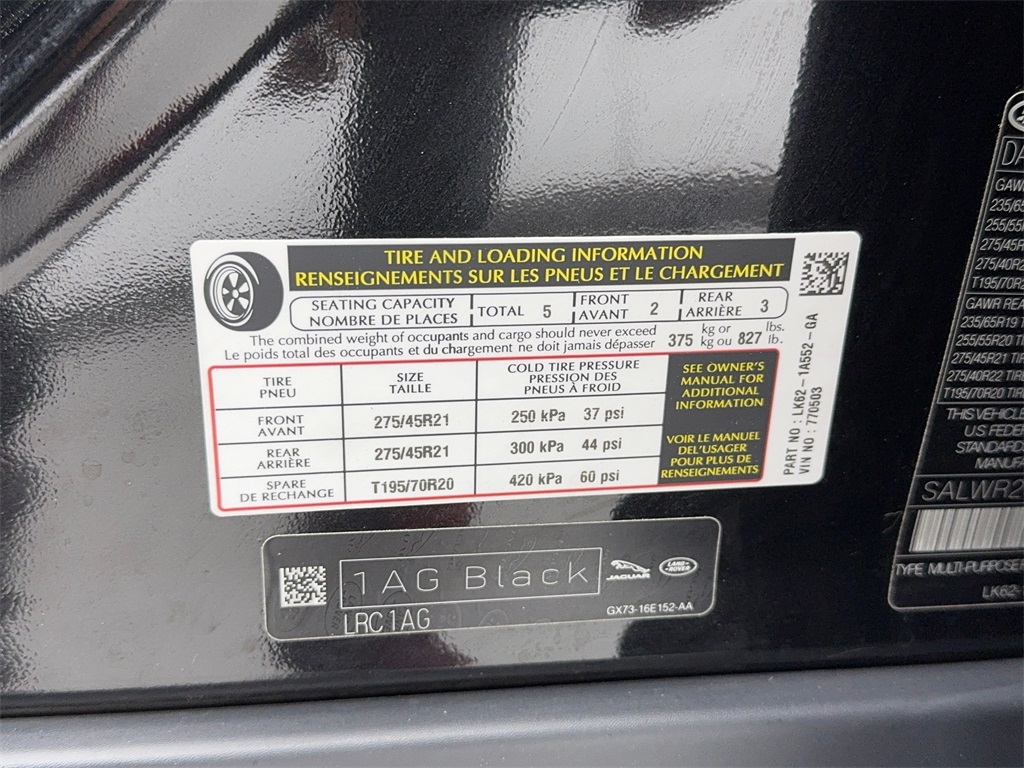 TIRE AND LOADING INFORMATION
RENSEIGNEMENTS SUR LES PNEUS ET LE CHARGEMENT
SEATING CAPACITY
NOMBRE DE PLACES
TOTAL 5
FRONT
AVANT 2
REAR
ARRIÈRE 3
The combined weight of occupants and cargo should never exceed
Le poids total des occupants et du chargement ne doit jamais dépasser
375 kg or
kg ou 827 lbs.
lb.
TIRE
PNEU
SIZE
TAILLE
COLD TIRE PRESSURE
PRESSION DES
PNEUS À FROID
FRONT
AVANT
275/45R21
250 kPa 37 psi
REAR
ARRIÈRE
275/45R21
300 kPa 44 psi
SPARE
DE RECHANGE
T195/70R20
420 kPa 60 psi
SEE OWNER'S
MANUAL FOR
ADDITIONAL
INFORMATION
VOIR LE MANUEL
DEL'USAGER
POUR PLUS DE
RENSEIGNEMENTS
PART NO : LK62-1A552-GA
VIN NO : 770503
1AG Black
LRC1AG
JAGUAR
LAND ROVER
GX73-16E152-AA
DA
GAW
235/65
255/55
275/45R
275/40R2
T195/70R2
GAWR REA
235/65R19 T
255/55R20 TI
275/45R21 TIR
275/40R22 TIR
T195/70R20 TIR
THIS VEHICLE
U.S. FEDER
STANDARD
MANUF
SALWR2
TYPE MULTI-PURPOSE
LK62-